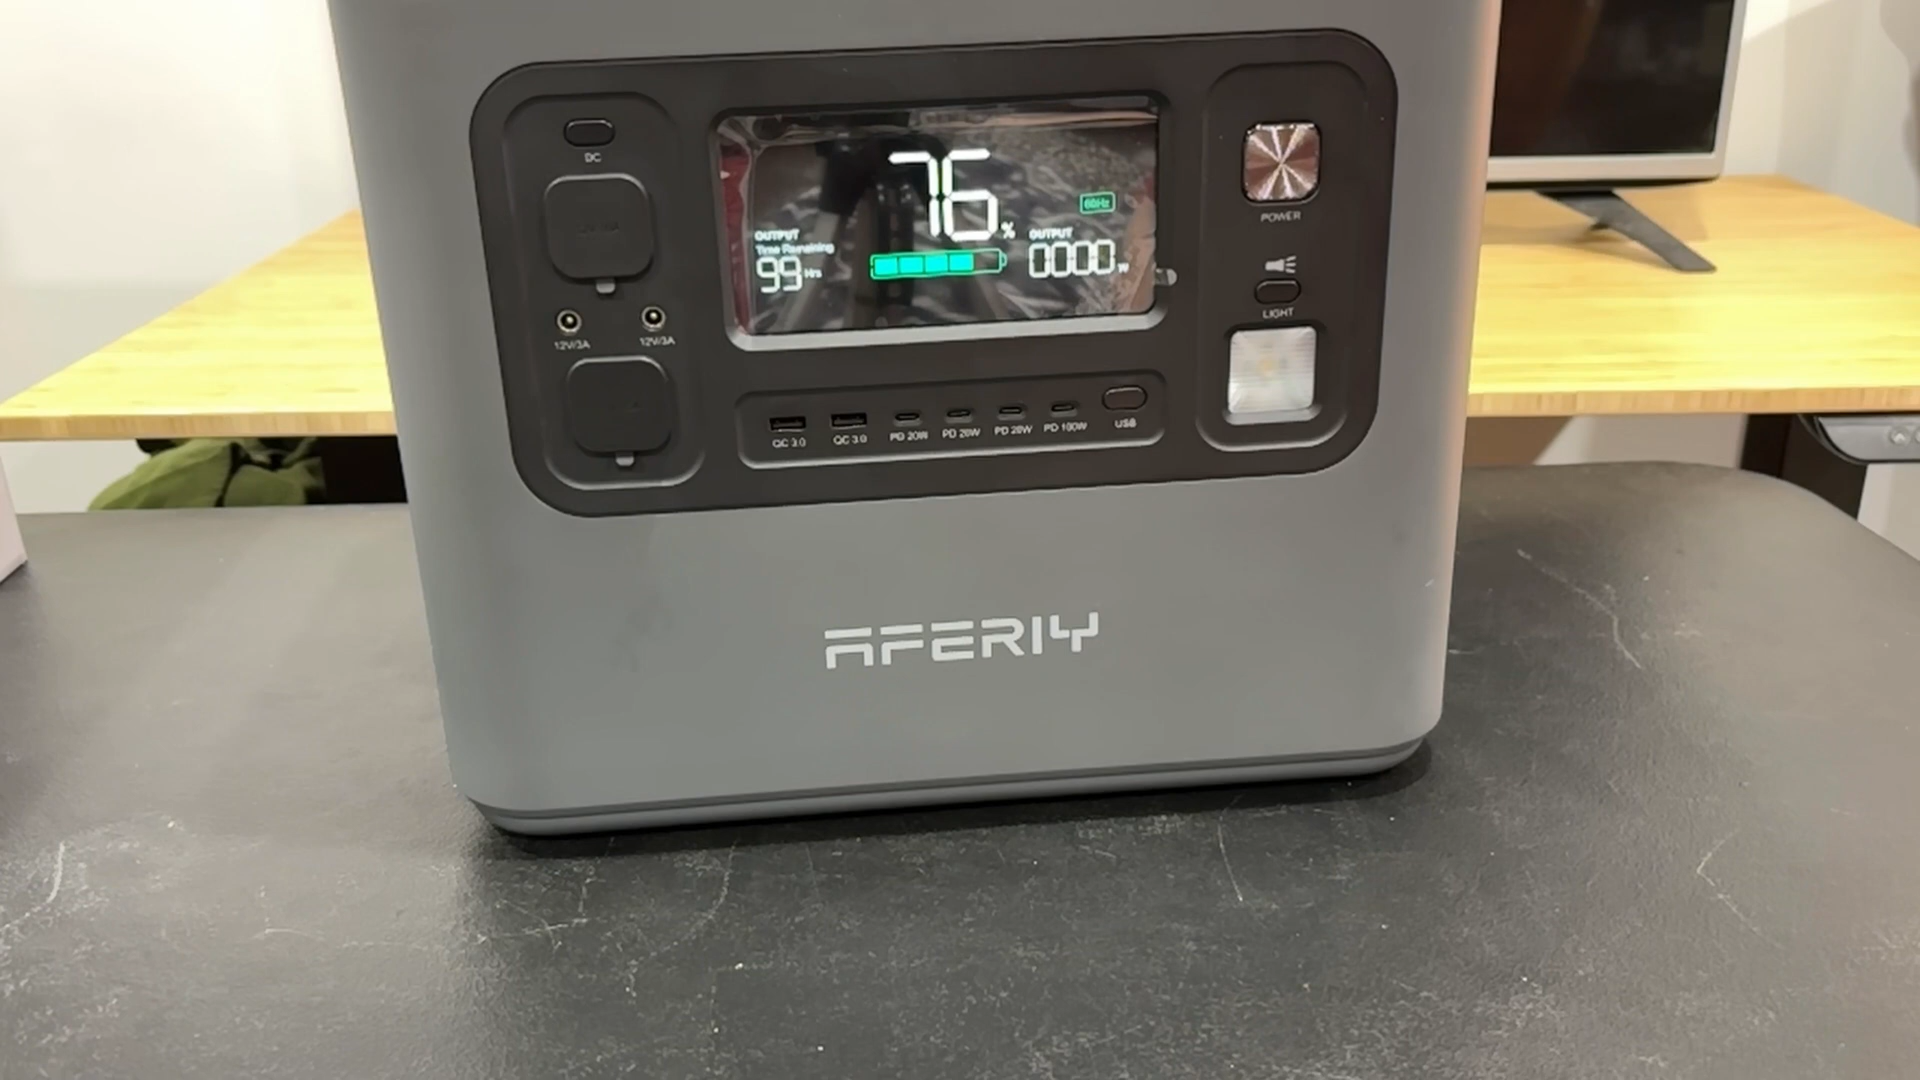 DC
12V/3A
12V/3A
76%
60Hz
OUTPUT
Time Remaining
99 Hrs
OUTPUT
0000 W
QC 3.0
QC 3.0
PD 20W
PD 20W
PD 20W
PD 100W
USB
POWER
LIGHT
AFERIY